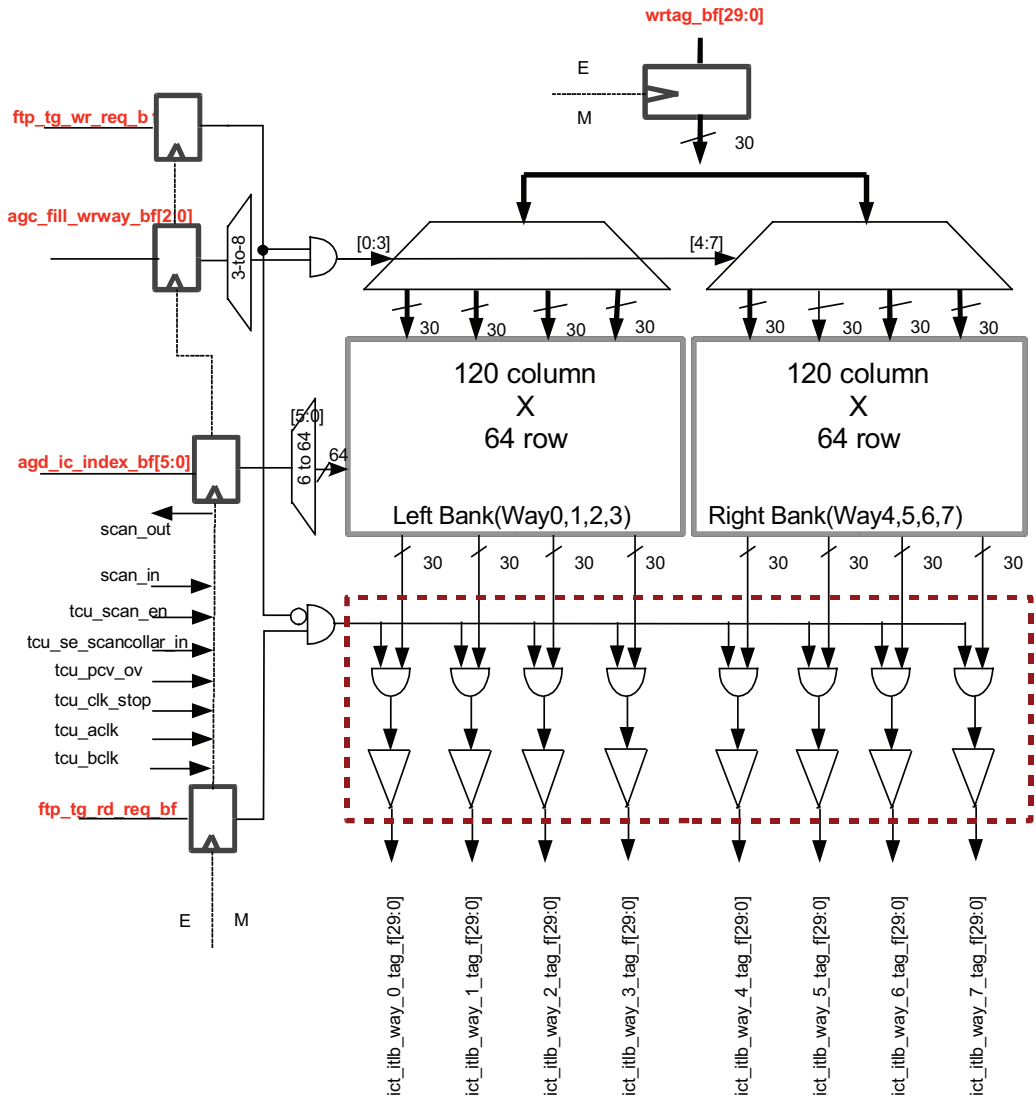 wrtag_bf[29:0]
E
M
30
ftp_tg_wr_req_b f
agc_fill_wrway_bf[2:0]
3-to-8
[0:3]
[4:7]
30
30
30
30
30
30
30
30
120 column
X
64 row
Left Bank(Way0,1,2,3)
120 column
X
64 row
Right Bank(Way4,5,6,7)
agd_ic_index_bf[5:0]
[5:0]
6 to 64
64
scan_out
scan_in
tcu_scan_en
tcu_se_scancollar_in
tcu_pcv_ov
tcu_clk_stop
tcu_aclk
tcu_bclk
30
30
30
30
30
30
30
30
ftp_tg_rd_req_bf
E
M
ict_itlb_way_0_tag_f[29:0]
ict_itlb_way_1_tag_f[29:0]
ict_itlb_way_2_tag_f[29:0]
ict_itlb_way_3_tag_f[29:0]
ict_itlb_way_4_tag_f[29:0]
ict_itlb_way_5_tag_f[29:0]
ict_itlb_way_6_tag_f[29:0]
ict_itlb_way_7_tag_f[29:0]